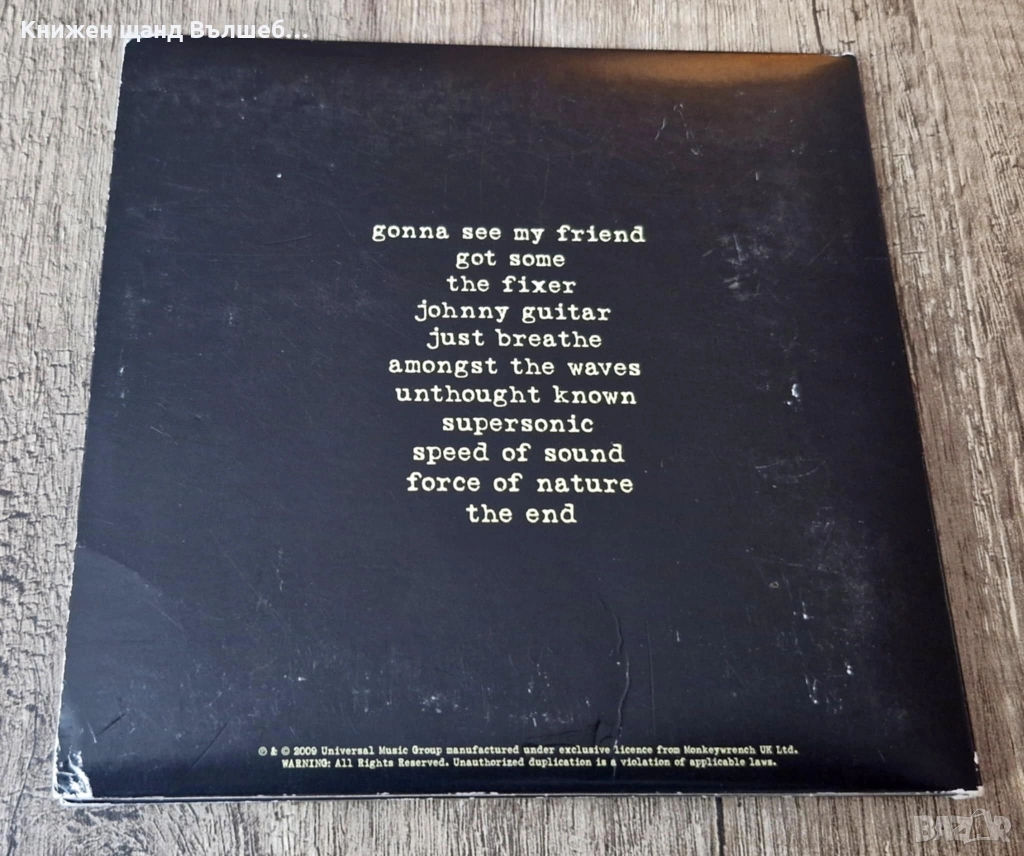 Книжен щанд Вълшеб...
gonna see my friend
got some
the fixer
johnny guitar
just breathe
amongst the waves
unthought known
supersonic
speed of sound
force of nature
the end
℗ & © 2009 Universal Music Group manufactured under exclusive licence from Monkeywrench UK Ltd.
WARNING: All Rights Reserved. Unauthorized duplication is a violation of applicable laws.
BAZAR